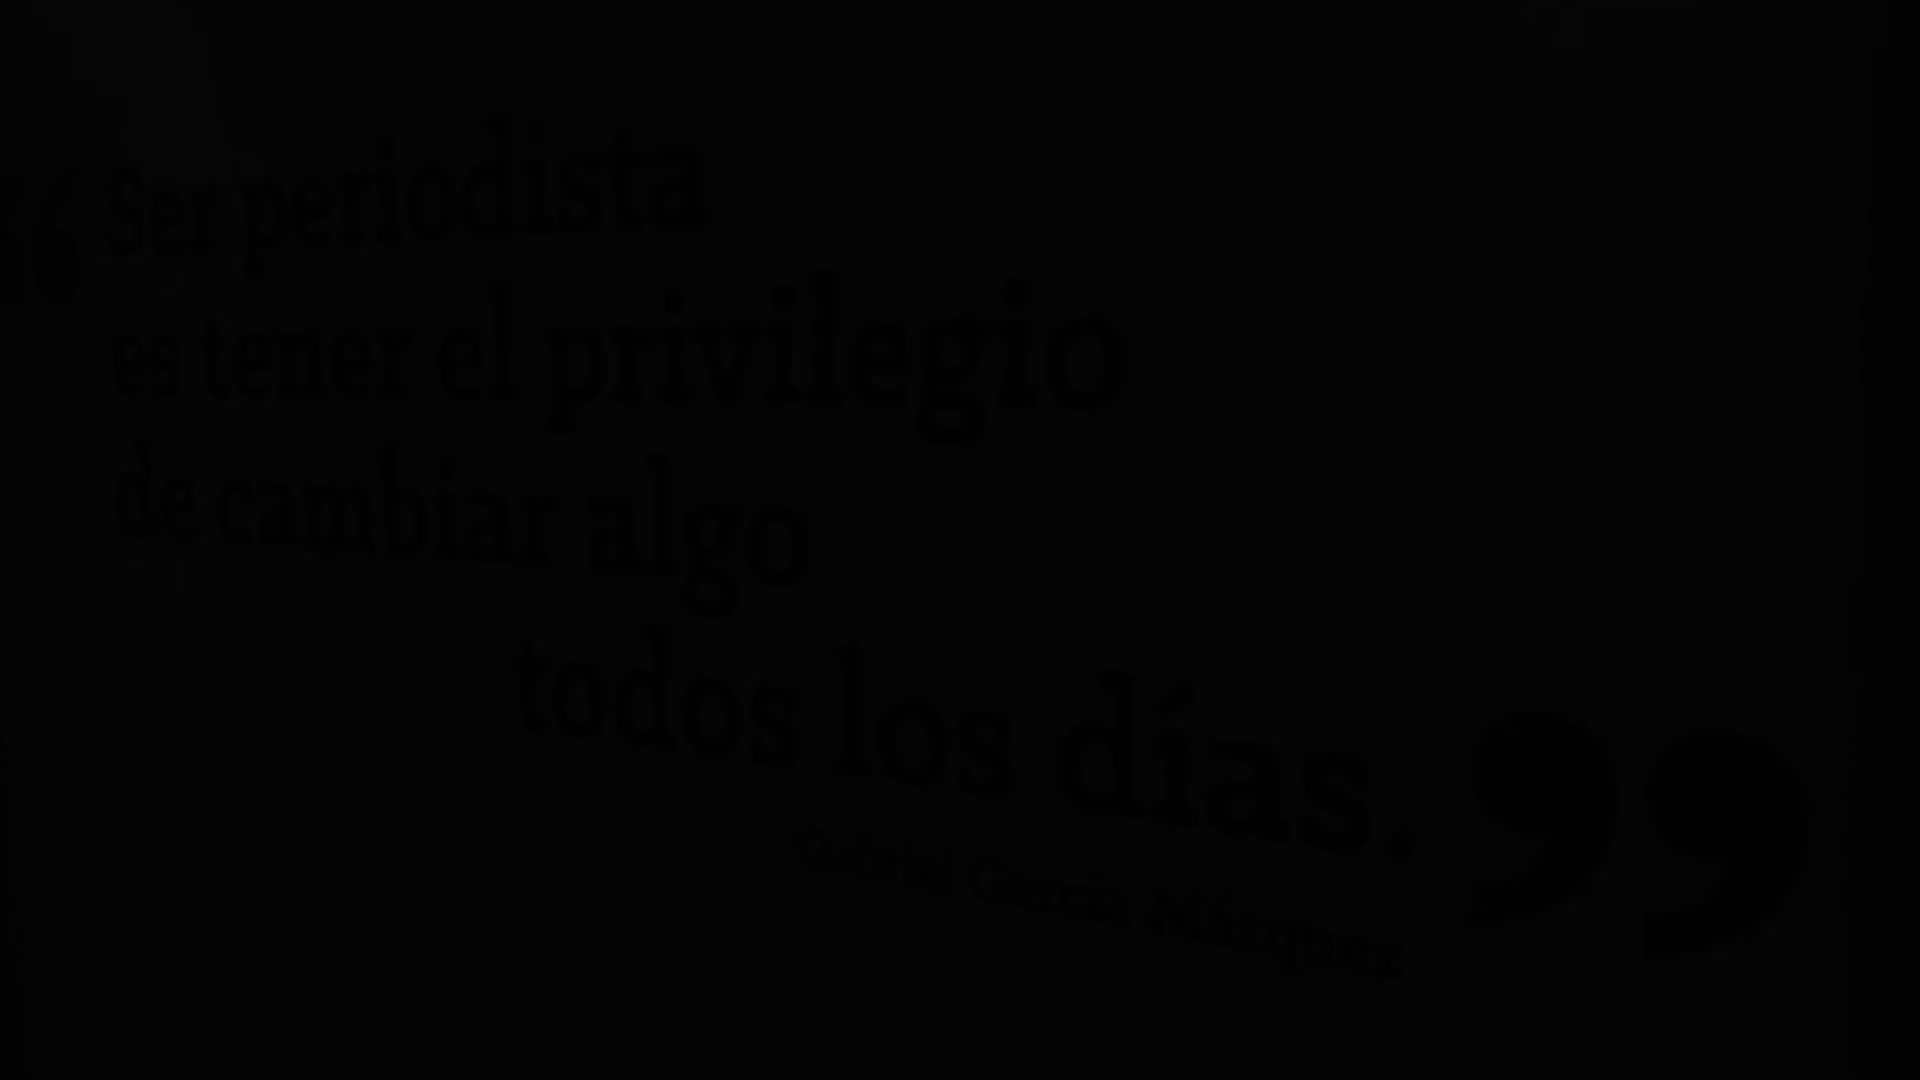 “Ser periodista
es tener el privilegio
de cambiar algo
todos los días.”
Gabriel García Márquez